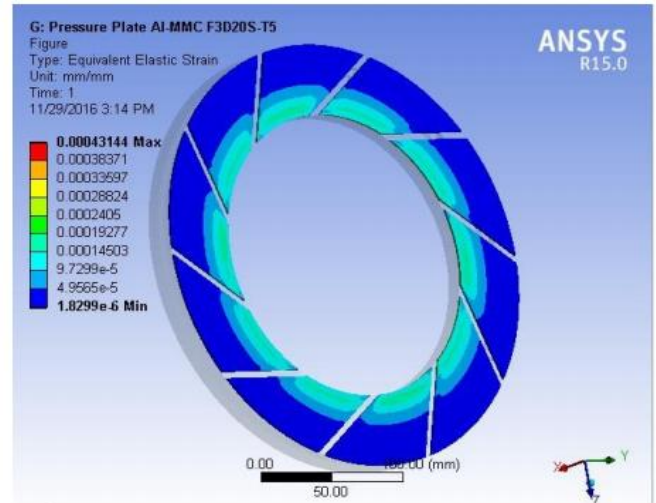 G: Pressure Plate Al-MMC F3D20S-T5
Figure
Type: Equivalent Elastic Strain
Unit: mm/mm
Time: 1
11/29/2016 3:14 PM
ANSYS
R15.0
0.00043144 Max
0.00038371
0.00033597
0.00028824
0.0002405
0.00019277
0.00014503
9.7299e-5
4.9565e-5
1.8299e-6 Min
0.00
100.00 (mm)
50.00
X
Y
Z